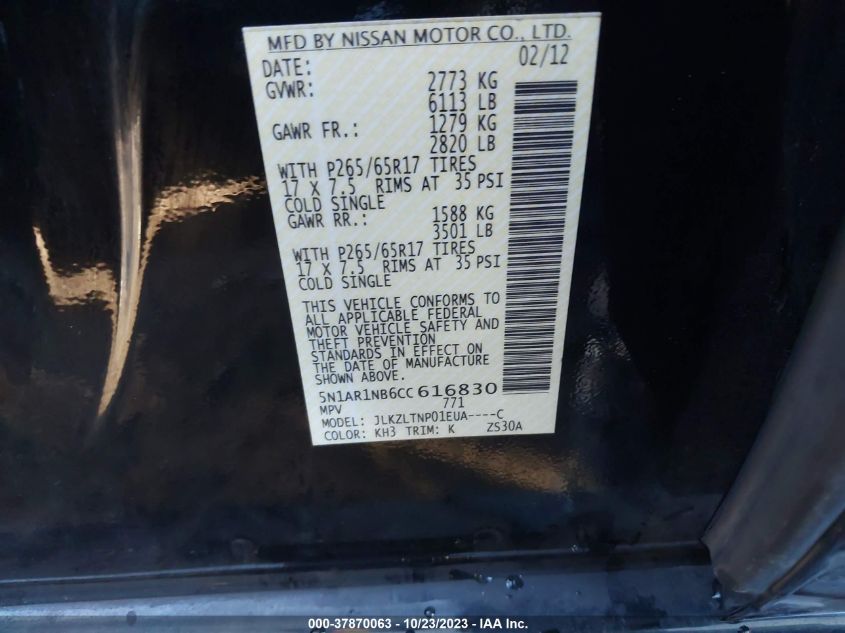 MFD BY NISSAN MOTOR CO., LTD.
DATE: 02/12
GVWR: 2773 KG
6113 LB
GAWR FR.: 1279 KG
2820 LB
WITH P265/65R17 TIRES
17 X 7.5 RIMS AT 35 PSI
COLD SINGLE
GAWR RR.: 1588 KG
3501 LB
WITH P265/65R17 TIRES
17 X 7.5 RIMS AT 35 PSI
COLD SINGLE
THIS VEHICLE CONFORMS TO
ALL APPLICABLE FEDERAL
MOTOR VEHICLE SAFETY AND
THEFT PREVENTION
STANDARDS IN EFFECT ON
THE DATE OF MANUFACTURE
SHOWN ABOVE.
5N1AR1NB6CC 616830
MPV 771
MODEL: JLKZLTNP01EUA----C
COLOR: KH3 TRIM: K ZS30A
000-37870063 - 10/23/2023 - IAA Inc.